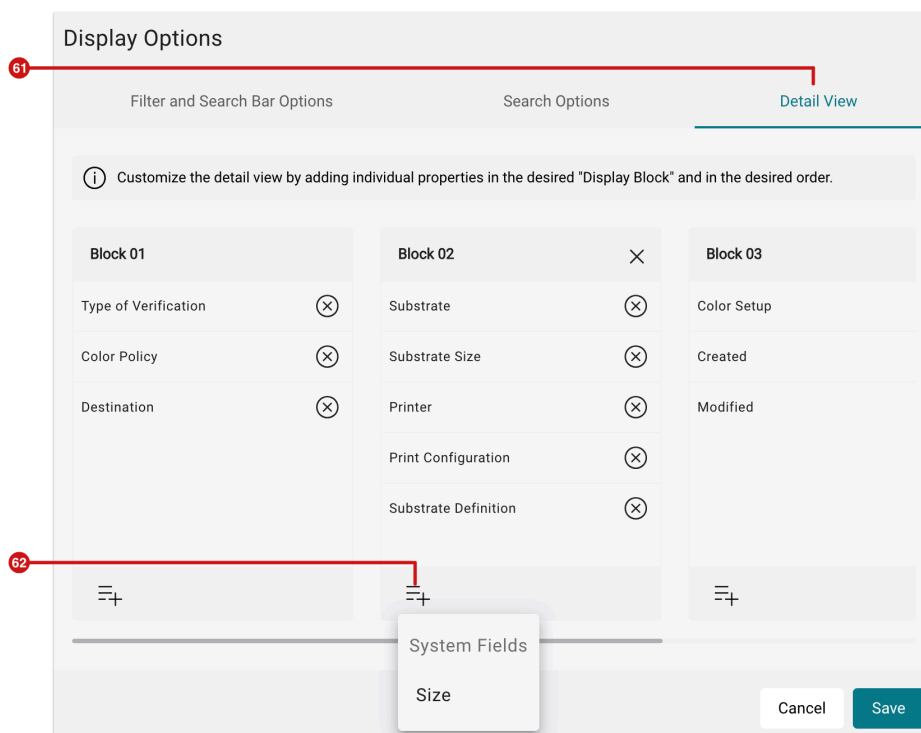 Display Options
61
Filter and Search Bar Options
Search Options
Detail View
i
Customize the detail view by adding individual properties in the desired "Display Block" and in the desired order.
Block 01
Type of Verification
Color Policy
Destination
Block 02
Substrate
Substrate Size
Printer
Print Configuration
Substrate Definition
Block 03
Color Setup
Created
Modified
62
System Fields
Size
Cancel
Save